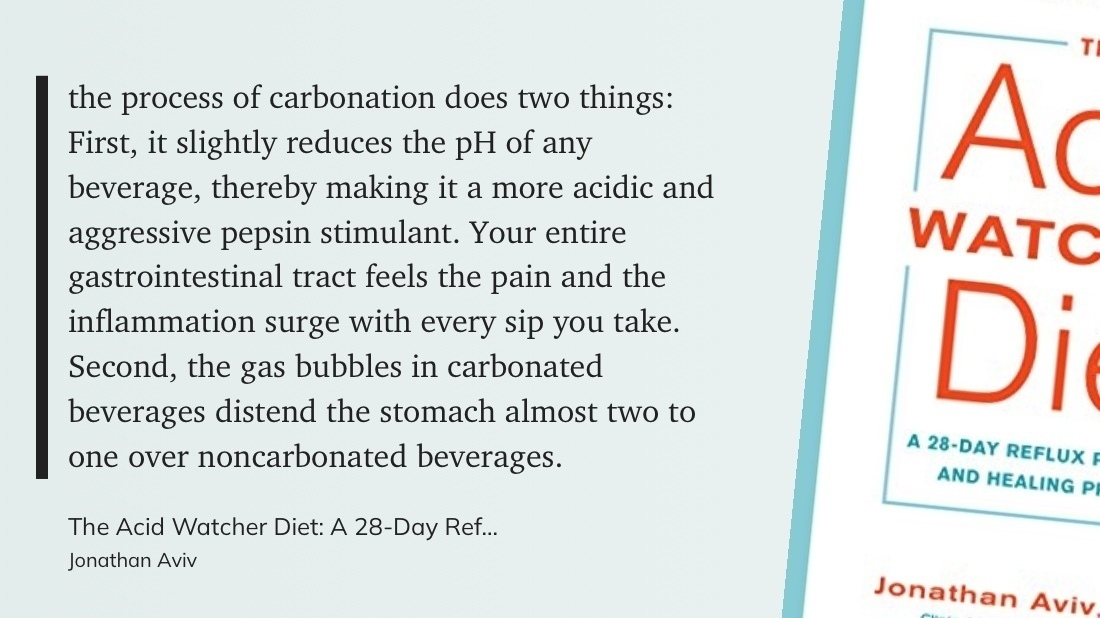 the process of carbonation does two things:
First, it slightly reduces the pH of any
beverage, thereby making it a more acidic and
aggressive pepsin stimulant. Your entire
gastrointestinal tract feels the pain and the
inflammation surge with every sip you take.
Second, the gas bubbles in carbonated
beverages distend the stomach almost two to
one over noncarbonated beverages.
The Acid Watcher Diet: A 28-Day Ref...
Jonathan Aviv
Ac
WATC
Die
A 28-DAY REFLUX P
AND HEALING PR
Jonathan Aviv,